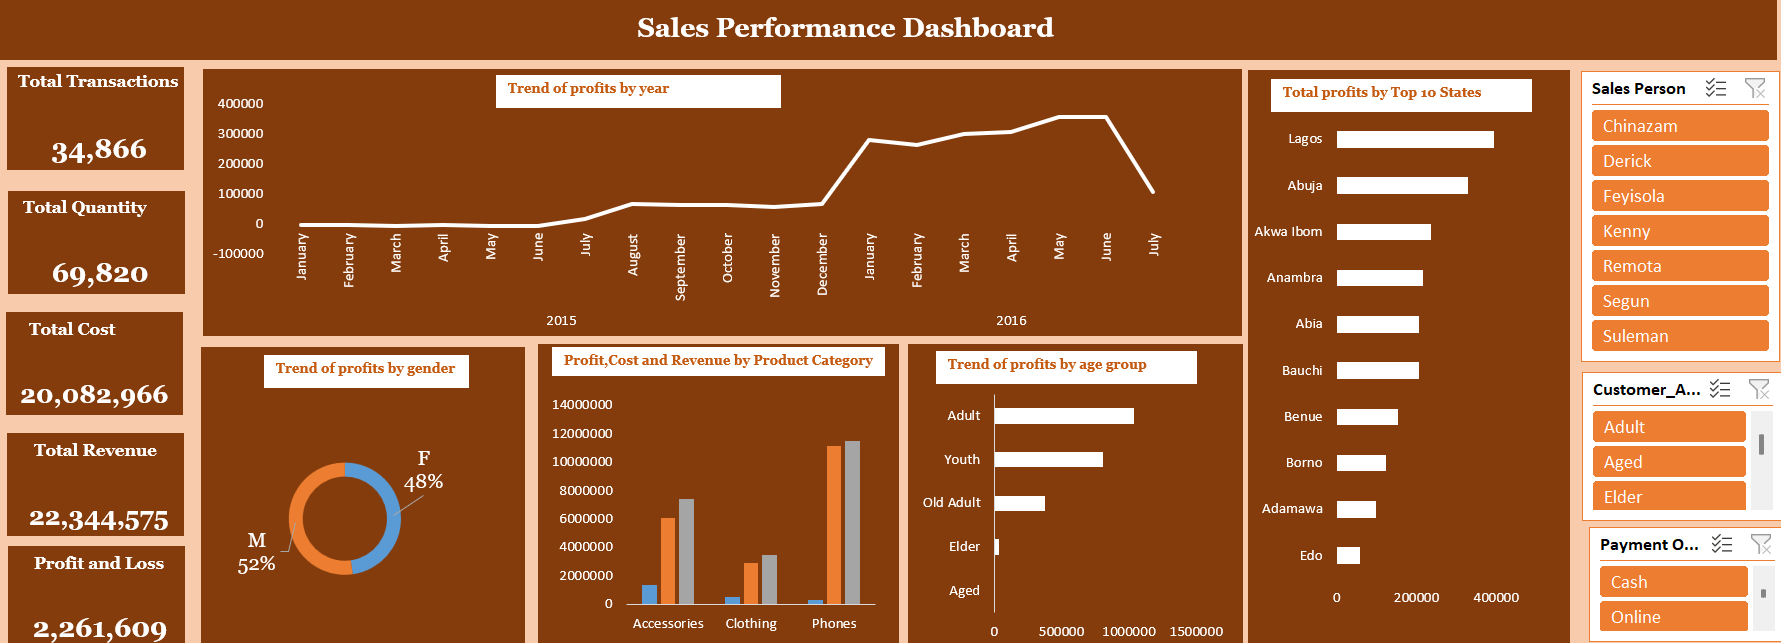 Sales Performance Dashboard
Total Transactions
34,866
Total Quantity
69,820
Total Cost
20,082,966
Total Revenue
22,344,575
Profit and Loss
2,261,609
Trend of profits by year
400000
300000
200000
100000
0
-100000
January
February
March
April
May
June
July
August
September
October
November
December
January
February
March
April
May
June
July
2015
2016
Trend of profits by gender
F
48%
M
52%
Profit,Cost and Revenue by Product Category
14000000
12000000
10000000
8000000
6000000
4000000
2000000
0
Accessories
Clothing
Phones
Trend of profits by age group
Adult
Youth
Old Adult
Elder
Aged
0
500000
1000000
1500000
Total profits by Top 10 States
Lagos
Abuja
Akwa Ibom
Anambra
Abia
Bauchi
Benue
Borno
Adamawa
Edo
0
200000
400000
Sales Person
Chinazam
Derick
Feyisola
Kenny
Remota
Segun
Suleman
Customer_A...
Adult
Aged
Elder
Payment O...
Cash
Online